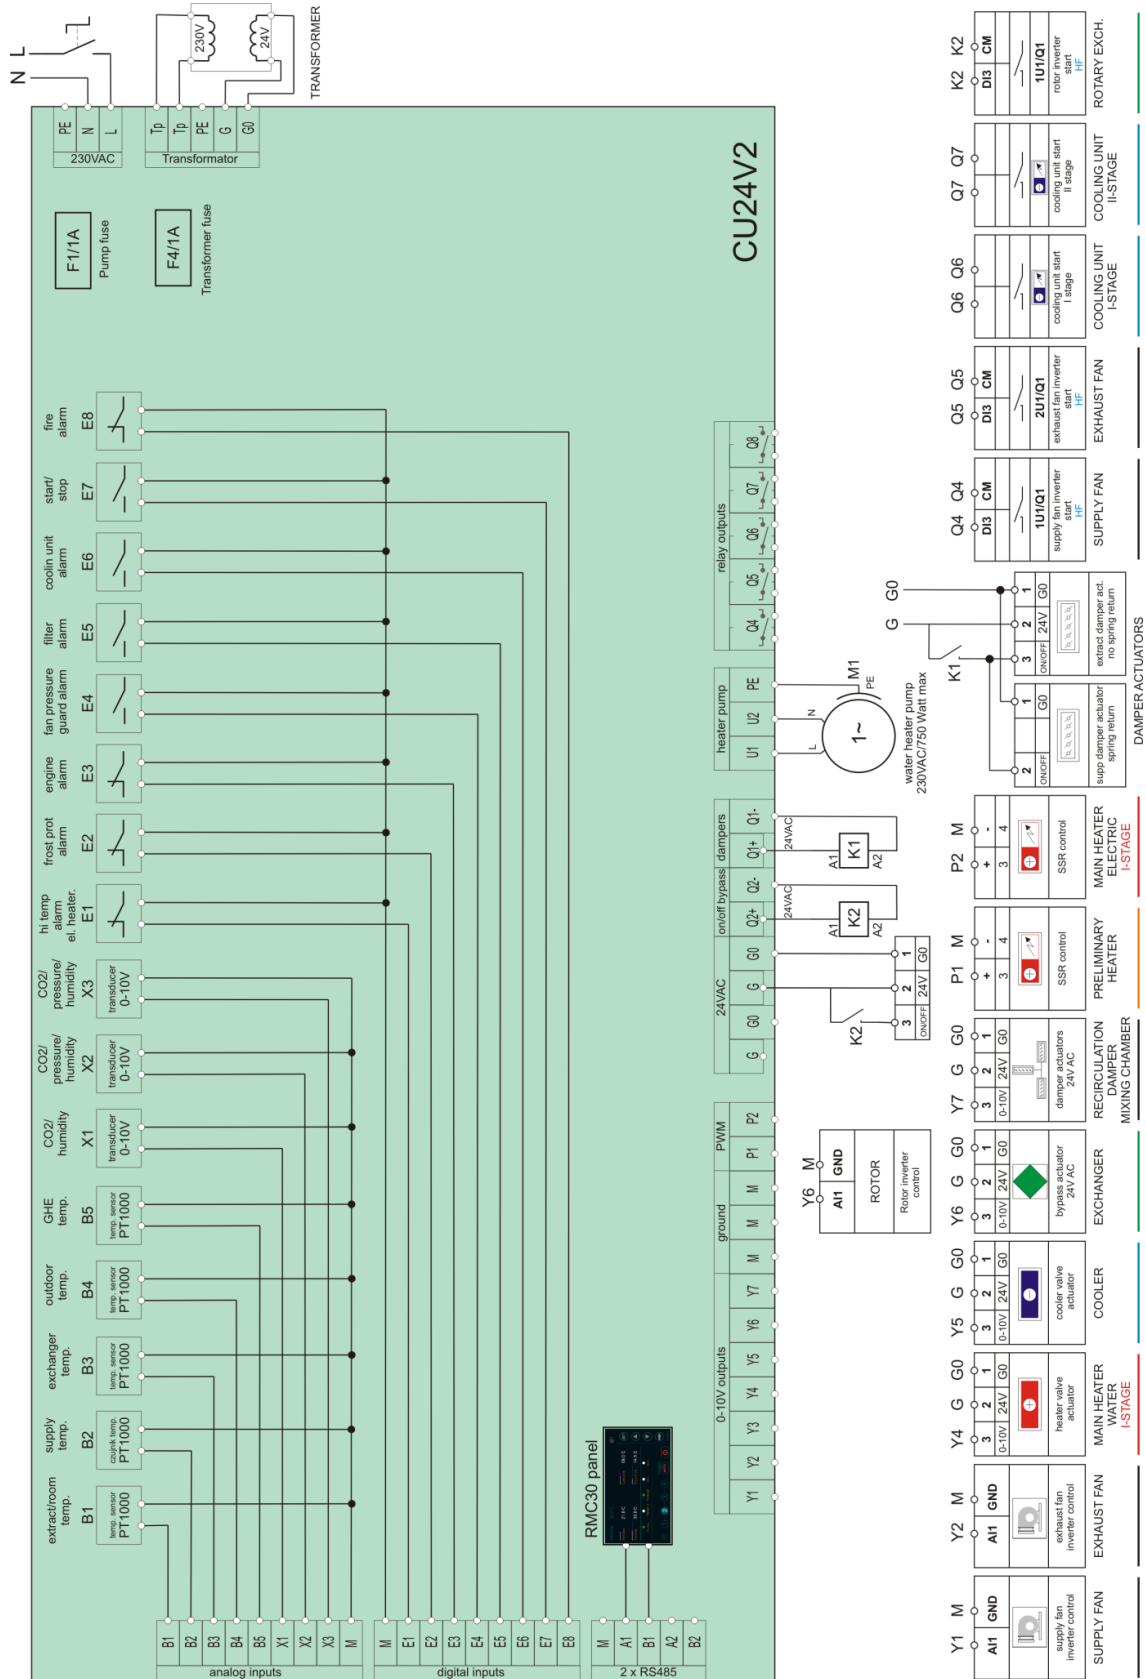 L
N
TRANSFORMER
230V
24V
PE
N
L
230VAC
Tp
Tp
PE
G
G0
Transformator
F1/1A
Pump fuse
F4/1A
Transformer fuse
CU24V2
extract/room
temp.
B1
temp. sensor
PT1000
supply
temp.
B2
czujnik temp.
PT1000
exchanger
temp.
B3
temp. sensor
PT1000
outdoor
temp.
B4
temp. sensor
PT1000
GHE
temp.
B5
temp. sensor
PT1000
CO2/
humidity
X1
transducer
0-10V
CO2/
pressure/
humidity
X2
transducer
0-10V
CO2/
pressure/
humidity
X3
transducer
0-10V
hi temp
alarm
el. heater.
E1
frost prot
alarm
E2
engine
alarm
E3
fan pressure
guard alarm
E4
filter
alarm
E5
coolin unit
alarm
E6
start/
stop
E7
fire
alarm
E8
B1
B2
B3
B4
B5
X1
X2
X3
M
analog inputs
M
E1
E2
E3
E4
E5
E6
E7
E8
digital inputs
M
A1
B1
A2
B2
2 x RS485
RMC30 panel
0-10V outputs
Y1 Y2 Y3 Y4 Y5 Y6 Y7
ground
M M M
PWM
P1 P2
24VAC
G G0 G G0
on/off bypass
Q2+ Q2-
dampers
Q1+ Q1-
heater pump
U1 U2 PE
relay outputs
Q4 Q5 Q6 Q7 Q8
Y6 M
AI1 GND
ROTOR
Rotor inverter
control
K2
3 2 1
ON/OFF 24V G0
24VAC
A1 K2 A2
24VAC
A1 K1 A2
L N
1~
M1
PE
water heater pump
230VAC/750 Watt max
G G0
K1
2 1
ON/OFF G0
supp damper actuator
spring return
3 2 1
ON/OFF 24V G0
extract damper act.
no spring return
DAMPER ACTUATORS
Y1 M
AI1 GND
supply fan
inverter control
SUPPLY FAN
Y2 M
AI1 GND
exhaust fan
inverter control
EXHAUST FAN
Y4 G G0
3 2 1
0-10V 24V G0
heater valve
actuator
MAIN HEATER
WATER
I-STAGE
Y5 G G0
3 2 1
0-10V 24V G0
cooler valve
actuator
COOLER
Y6 G G0
3 2 1
0-10V 24V G0
bypass actuator
24V AC
EXCHANGER
Y7 G G0
3 2 1
0-10V 24V G0
damper actuators
24V AC
RECIRCULATION
DAMPER
MIXING CHAMBER
P1 M
+ -
3 4
SSR control
PRELIMINARY
HEATER
P2 M
+ -
3 4
SSR control
MAIN HEATER
ELECTRIC
I-STAGE
Q4 Q4
DI3 CM
1U1/Q1
supply fan inverter
start
HF
SUPPLY FAN
Q5 Q5
DI3 CM
2U1/Q1
exhaust fan inverter
start
HF
EXHAUST FAN
Q6 Q6
cooling unit start
I stage
COOLING UNIT
I-STAGE
Q7 Q7
cooling unit start
II stage
COOLING UNIT
II-STAGE
K2 K2
DI3 CM
1U1/Q1
rotor inverter
start
HF
ROTARY EXCH.